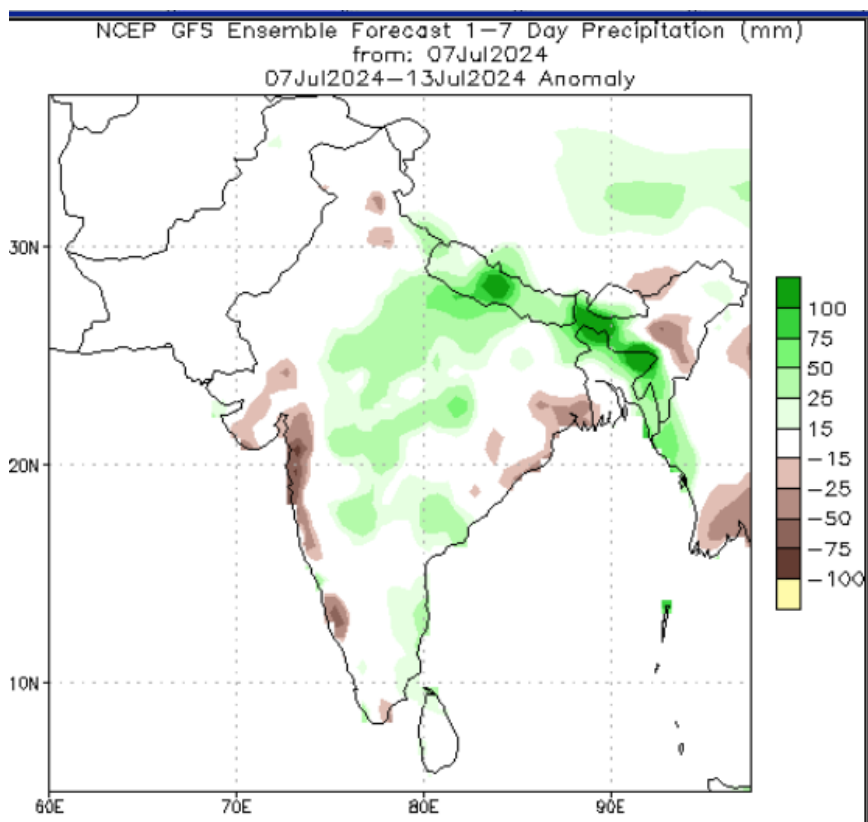 NCEP GFS Ensemble Forecast 1-7 Day Precipitation (mm)
from: 07Jul2024
07Jul2024-13Jul2024 Anomaly
30N
20N
10N
60E
70E
80E
90E
100
75
50
25
15
-15
-25
-50
-75
-100